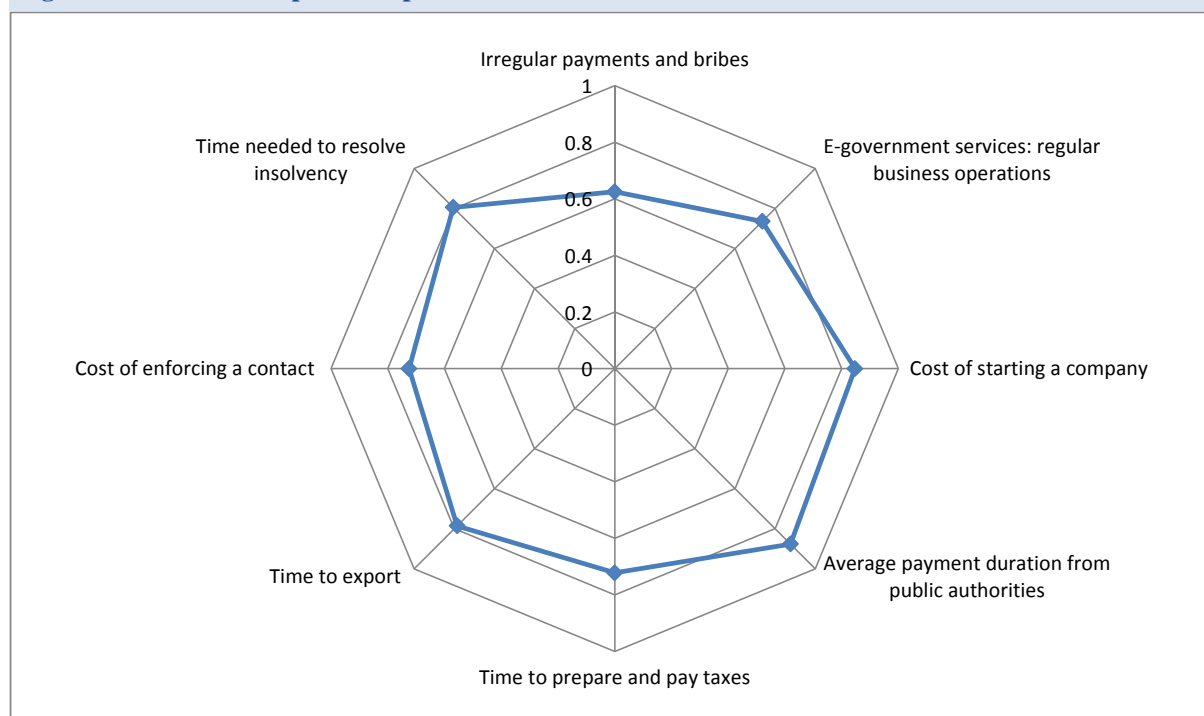 Irregular payments and bribes
1
0.8
0.6
0.4
0.2
0
E-government services: regular
business operations
Cost of starting a company
Average payment duration from
public authorities
Time to prepare and pay taxes
Time to export
Cost of enforcing a contact
Time needed to resolve
insolvency